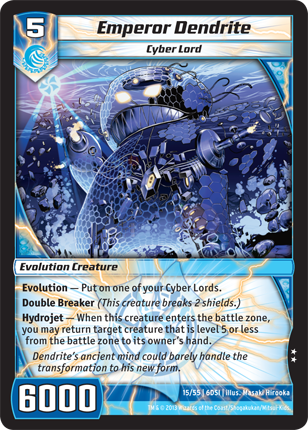 5
Emperor Dendrite
Cyber Lord
Evolution Creature
Evolution — Put on one of your Cyber Lords.
Double Breaker (This creature breaks 2 shields.)
Hydrojet — When this creature enters the battle zone,
you may return target creature that is level 5 or less
from the battle zone to its owner's hand.
Dendrite's ancient mind could barely handle the
transformation to his new form.
6000
15/55 | 6OS1 | illus. Masaki Hirooka
TM & © 2013 Wizards of the Coast/Shogakukan/Mitsui-Kids.